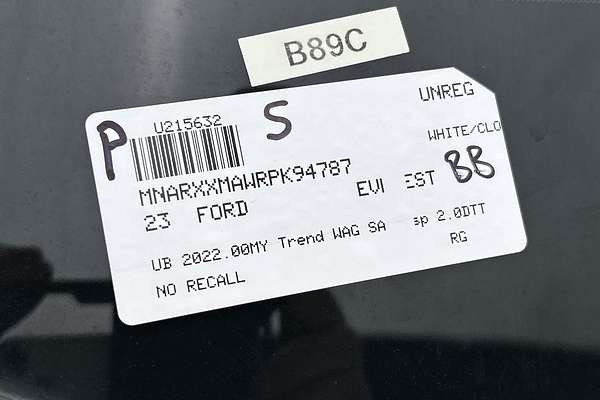 B89C
UNREG
P U215632 S
WHITE/CLO
MNARXXMAWRPK94787
23 FORD EVI EST BB
UB 2022.00MY Trend WAG SA sp 2.0DTT
NO RECALL RG